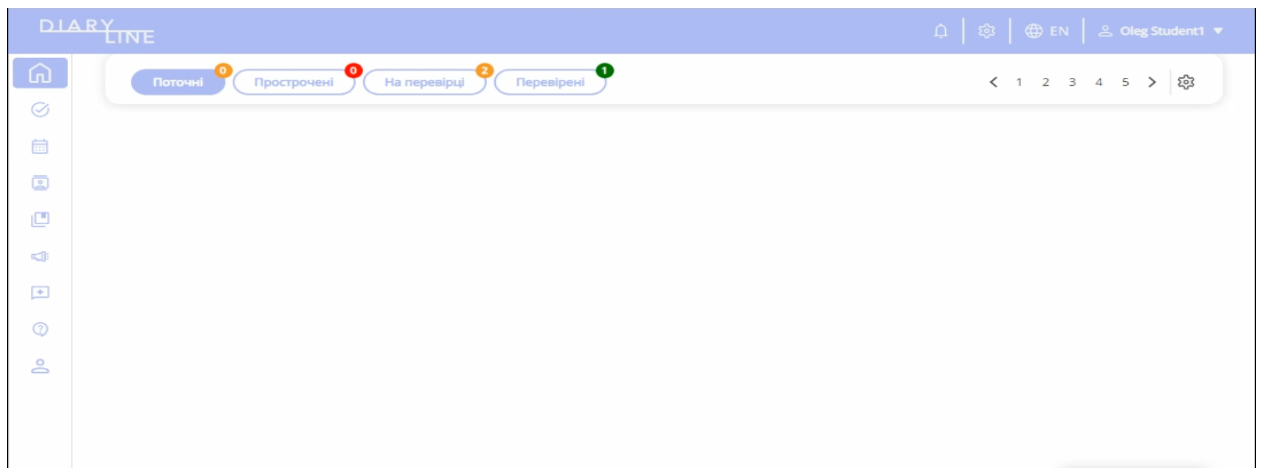 DIARY LINE
EN Oleg Student1
Поточні 0 Прострочені 0 На перевірці 2 Перевірені 1
< 1 2 3 4 5 >